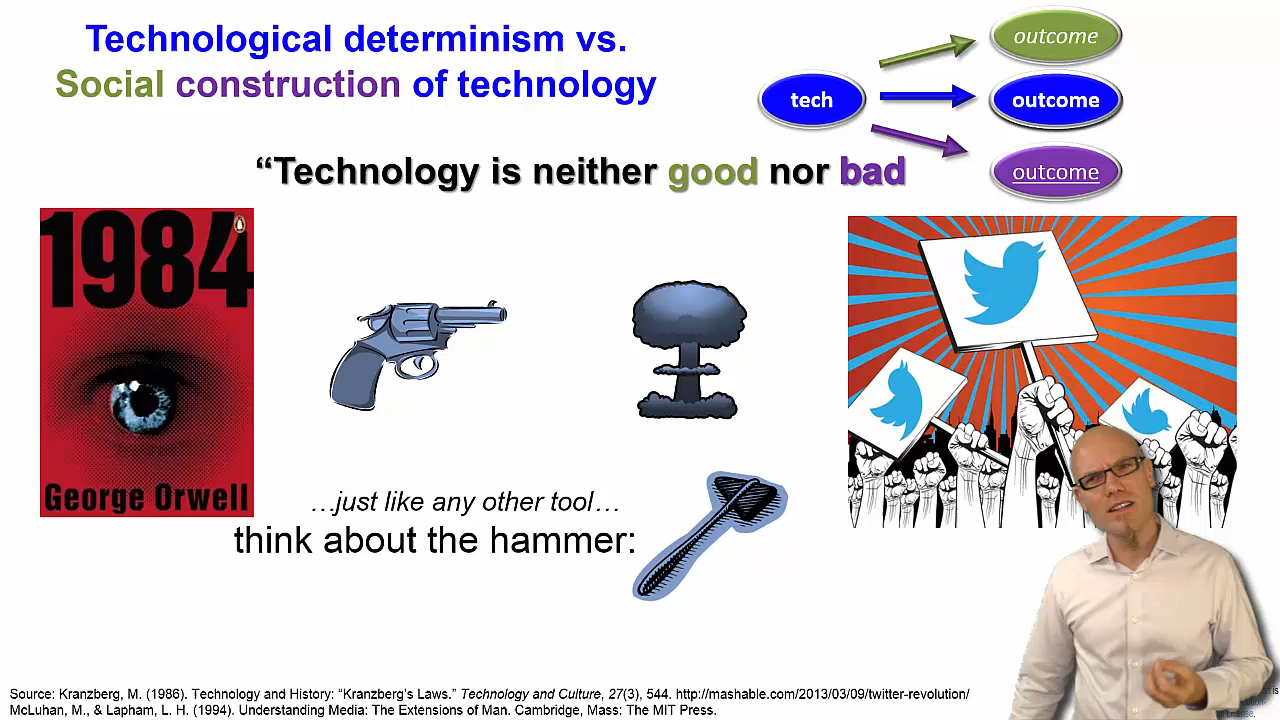 Technological determinism vs.
Social construction of technology
outcome
tech
outcome
outcome
“Technology is neither good nor bad
1984
George Orwell
…just like any other tool…
think about the hammer:
Source: Kranzberg, M. (1986). Technology and History: “Kranzberg’s Laws.” Technology and Culture, 27(3), 544. http://mashable.com/2013/03/09/twitter-revolution/
McLuhan, M., & Lapham, L. H. (1994). Understanding Media: The Extensions of Man. Cambridge, Mass: The MIT Press.